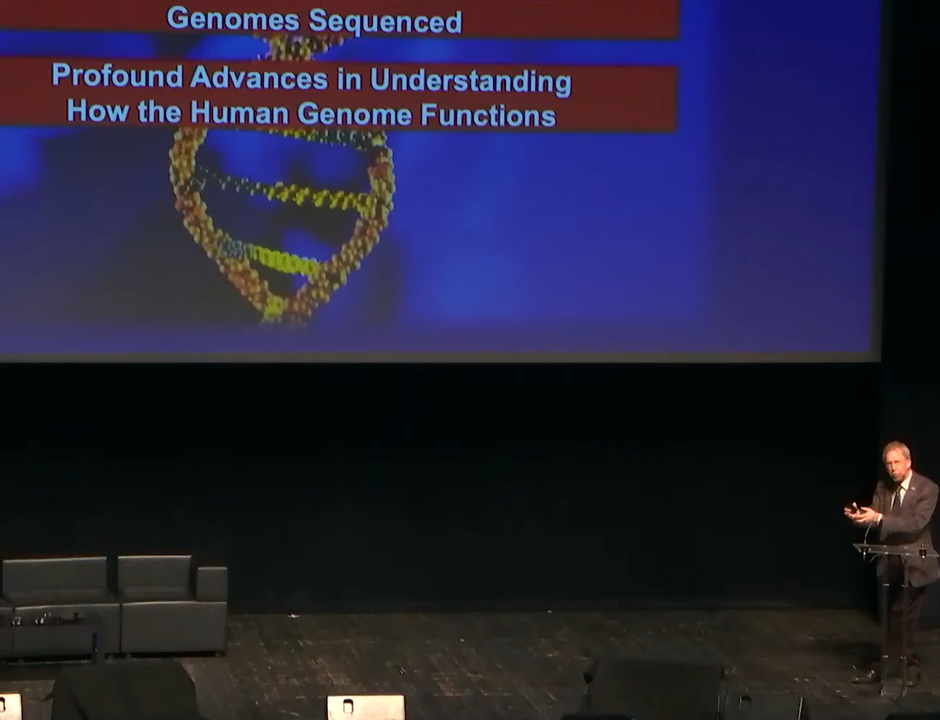 Genomes Sequenced
Profound Advances in Understanding
How the Human Genome Functions